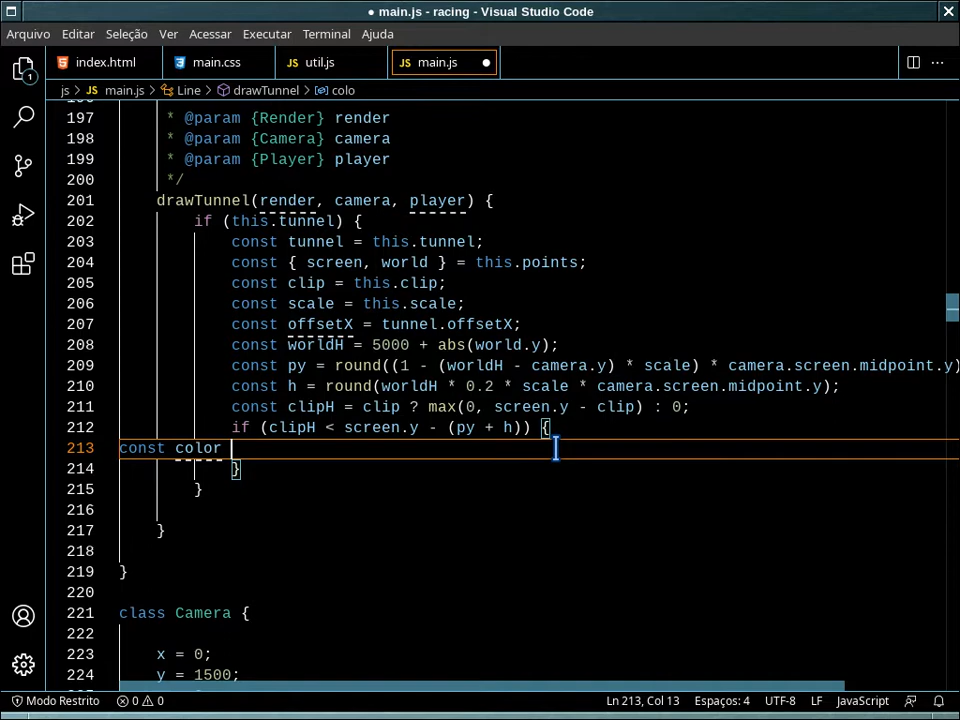 ● main.js - racing - Visual Studio Code
Arquivo Editar Seleção Ver Acessar Executar Terminal Ajuda
index.html main.css JS util.js JS main.js ●
js > JS main.js > Line > drawTunnel > colo
197 * @param {Render} render
198 * @param {Camera} camera
199 * @param {Player} player
200 */
201 drawTunnel(render, camera, player) {
202 if (this.tunnel) {
203 const tunnel = this.tunnel;
204 const { screen, world } = this.points;
205 const clip = this.clip;
206 const scale = this.scale;
207 const offsetX = tunnel.offsetX;
208 const worldH = 5000 + abs(world.y);
209 const py = round((1 - (worldH - camera.y) * scale) * camera.screen.midpoint.y)
210 const h = round(worldH * 0.2 * scale * camera.screen.midpoint.y);
211 const clipH = clip ? max(0, screen.y - clip) : 0;
212 if (clipH < screen.y - (py + h)) {
213 const color
214 }
215 }
216
217 }
218
219 }
220
221 class Camera {
222
223 x = 0;
224 y = 1500;
1
Modo Restrito 0 0 Ln 213, Col 13 Espaços: 4 UTF-8 LF JavaScript